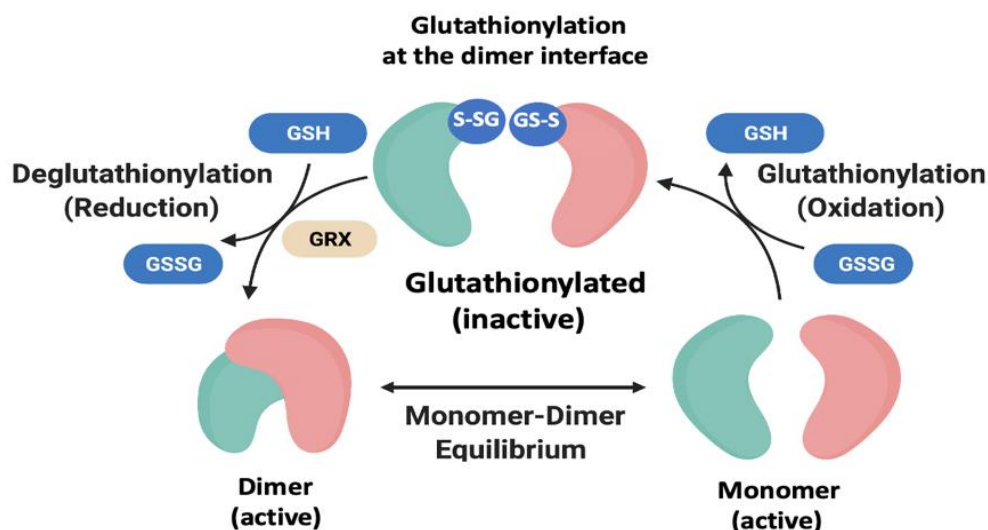 Glutathionylation
at the dimer interface
S-SG
GS-S
GSH
GSH
Deglutathionylation
(Reduction)
Glutathionylation
(Oxidation)
GRX
GSSG
GSSG
Glutathionylated
(inactive)
Monomer-Dimer
Equilibrium
Dimer
(active)
Monomer
(active)